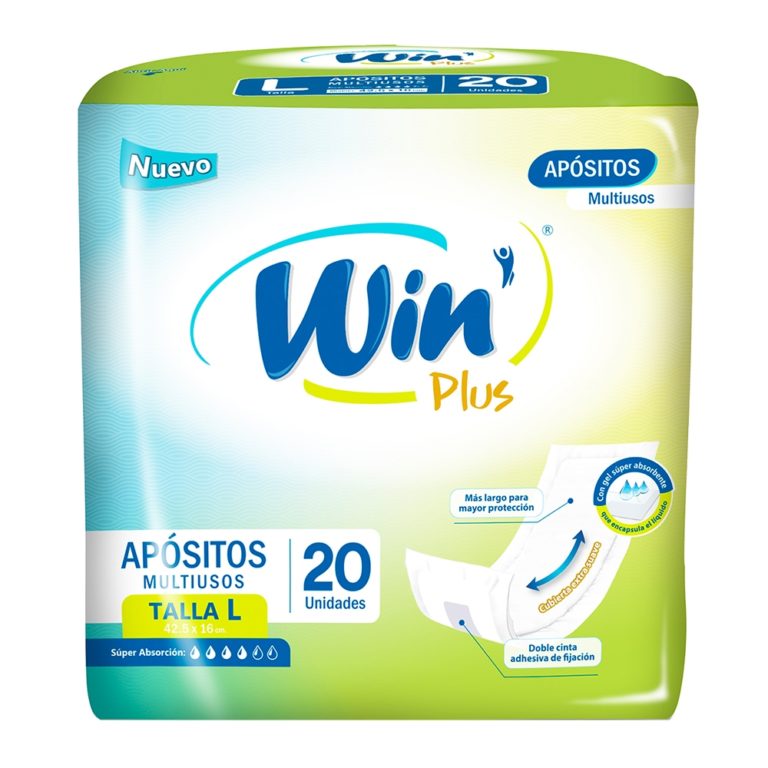 Win
Plus
L
Talla
APÓSITOS
MULTIUSOS
20
Unidades
Nuevo
APÓSITOS
Multiusos
Win
®
Plus
Más largo para
mayor protección
Con gel súper absorbente
que encapsula el líquido
Cubierta extra suave
Doble cinta
adhesiva de fijación
APÓSITOS
MULTIUSOS
TALLA L
42.5 x 16 cm.
20
Unidades
Súper Absorción: